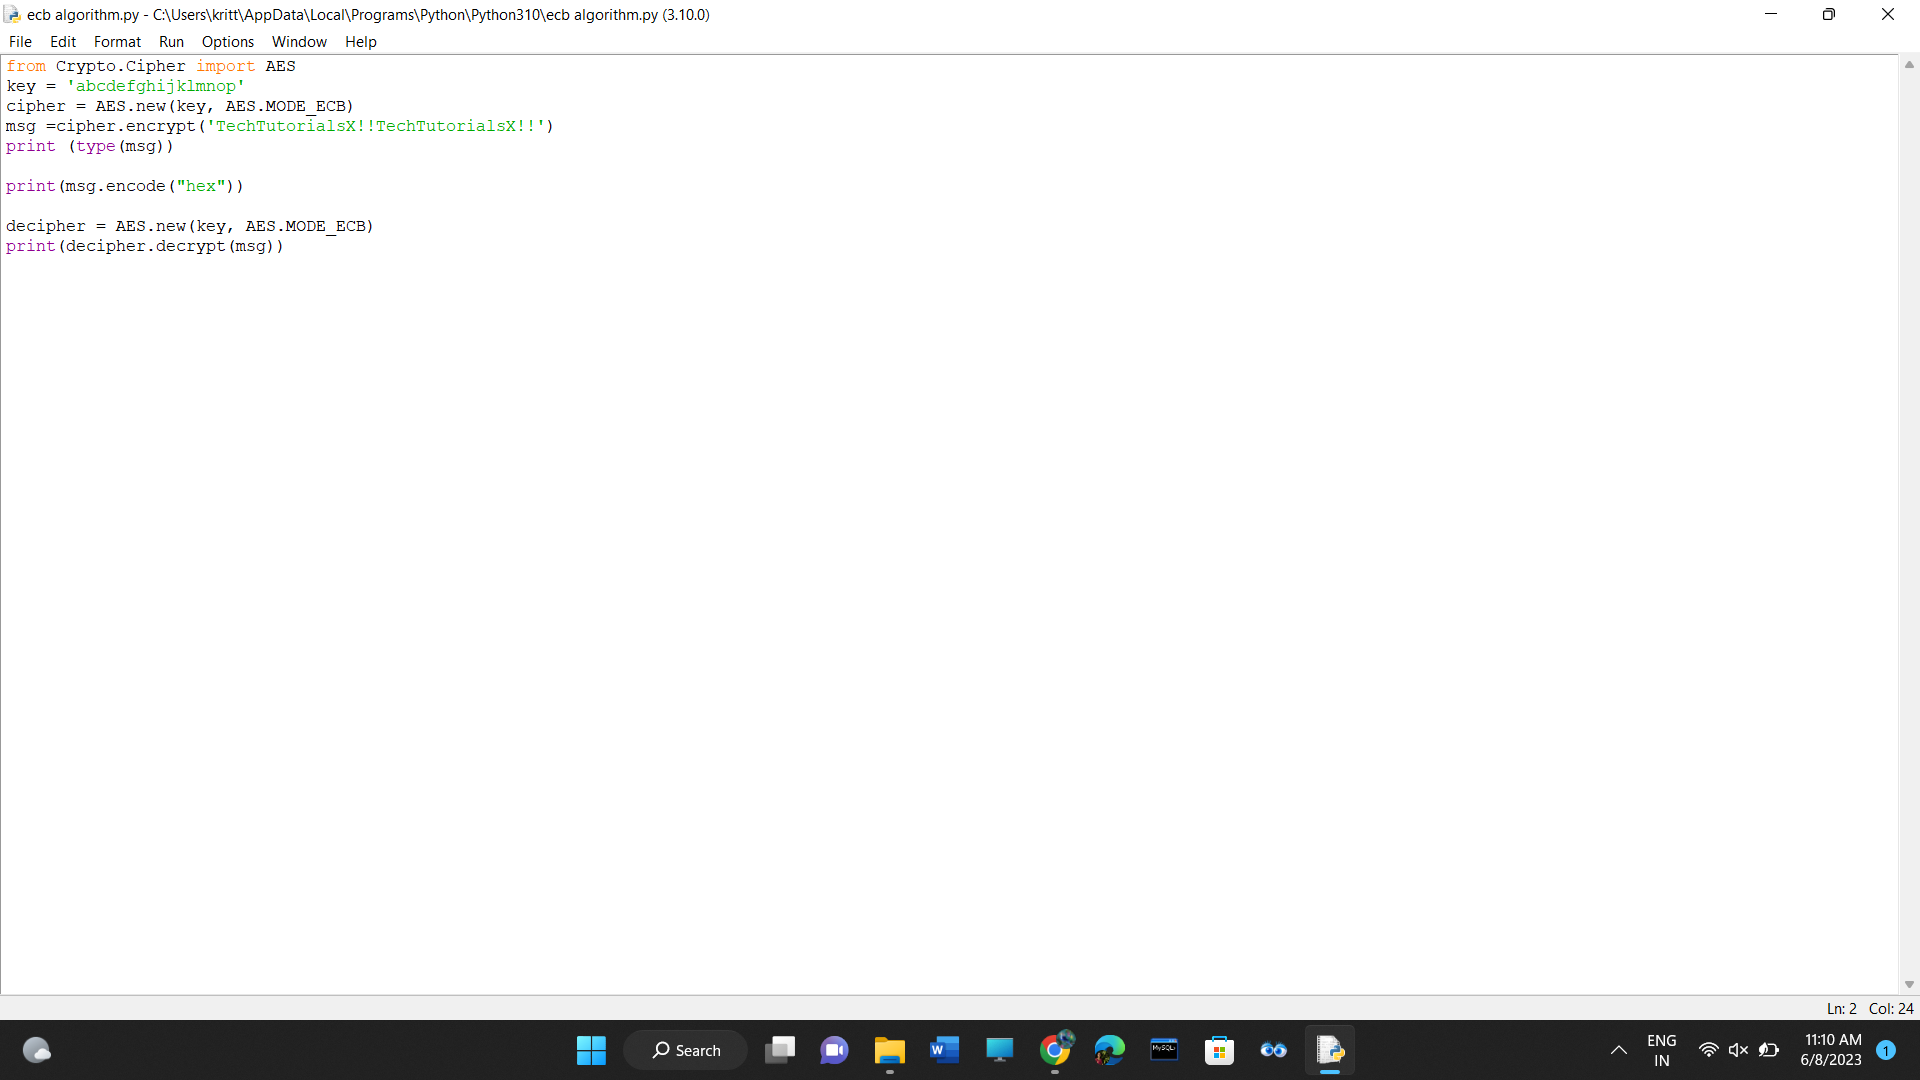 ecb algorithm.py - C:\Users\kritt\AppData\Local\Programs\Python\Python310\ecb algorithm.py (3.10.0)
File Edit Format Run Options Window Help
from Crypto.Cipher import AES
key = 'abcdefghijklmnop'
cipher = AES.new(key, AES.MODE_ECB)
msg =cipher.encrypt('TechTutorialsX!!TechTutorialsX!!')
print (type(msg))
print(msg.encode("hex"))
decipher = AES.new(key, AES.MODE_ECB)
print(decipher.decrypt(msg))
Ln: 2 Col: 24
Search
W
MySQL
ENG
IN
11:10 AM
6/8/2023
1